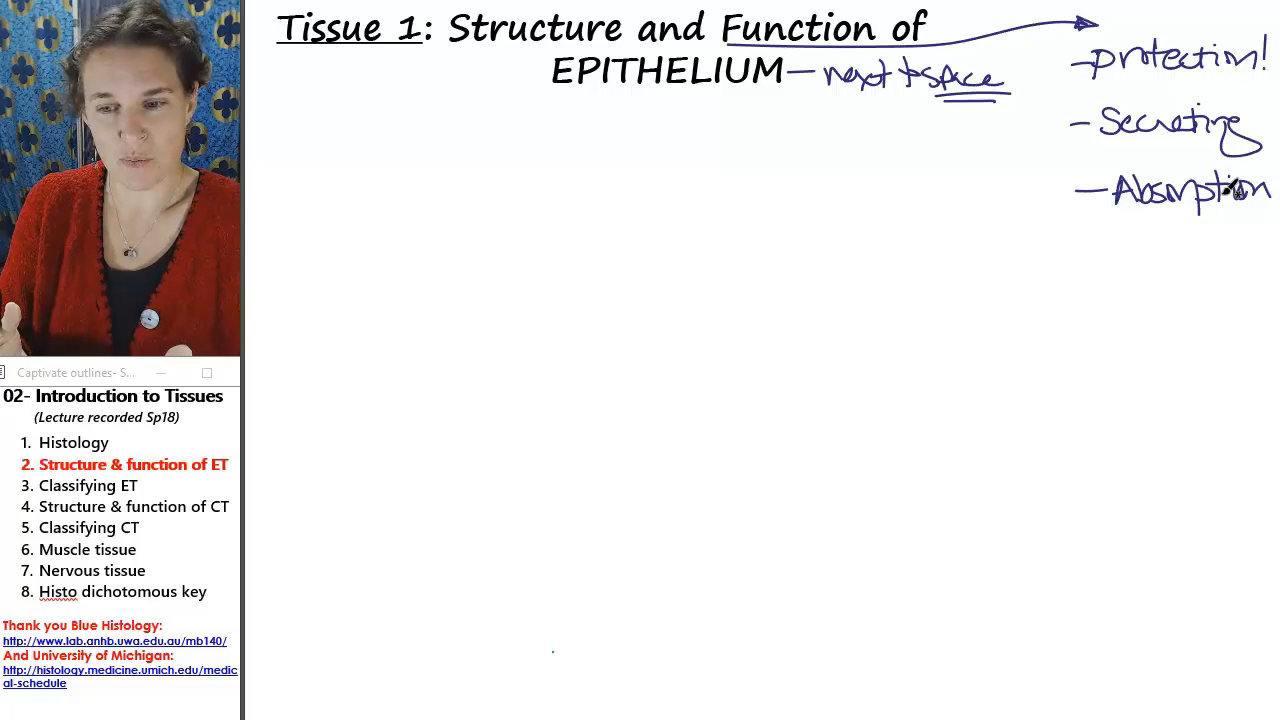 Tissue 1: Structure and Function of
EPITHELIUM – next to space
– protection!
– Secreting
– Absorption
Captivate outlines- S...
02- Introduction to Tissues
(Lecture recorded Sp18)
1. Histology
2. Structure & function of ET
3. Classifying ET
4. Structure & function of CT
5. Classifying CT
6. Muscle tissue
7. Nervous tissue
8. Histo dichotomous key
Thank you Blue Histology:
http://www.lab.anhb.uwa.edu.au/mb140/
And University of Michigan:
http://histology.medicine.umich.edu/medic
al-schedule